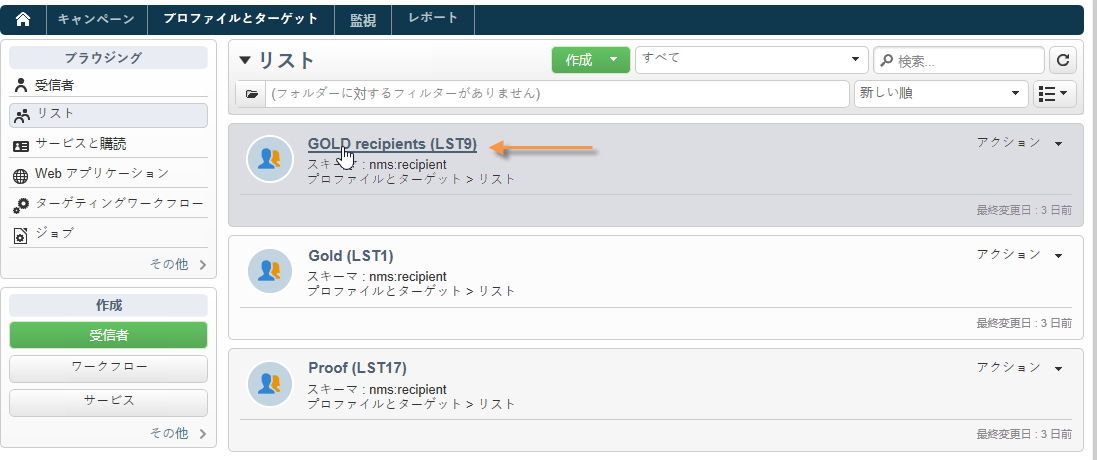 キャンペーン プロファイルとターゲット 監視 レポート
ブラウジング
受信者
リスト
サービスと購読
Web アプリケーション
ターゲティングワークフロー
ジョブ
その他
作成
受信者
ワークフロー
サービス
その他
リスト 作成 すべて 検索...
(フォルダーに対するフィルターがありません) 新しい順
GOLD recipients (LST9) アクション
スキーマ : nms:recipient
プロファイルとターゲット > リスト
最終変更日 : 3 日前
Gold (LST1) アクション
スキーマ : nms:recipient
プロファイルとターゲット > リスト
最終変更日 : 3 日前
Proof (LST17) アクション
スキーマ : nms:recipient
プロファイルとターゲット > リスト
最終変更日 : 3 日前